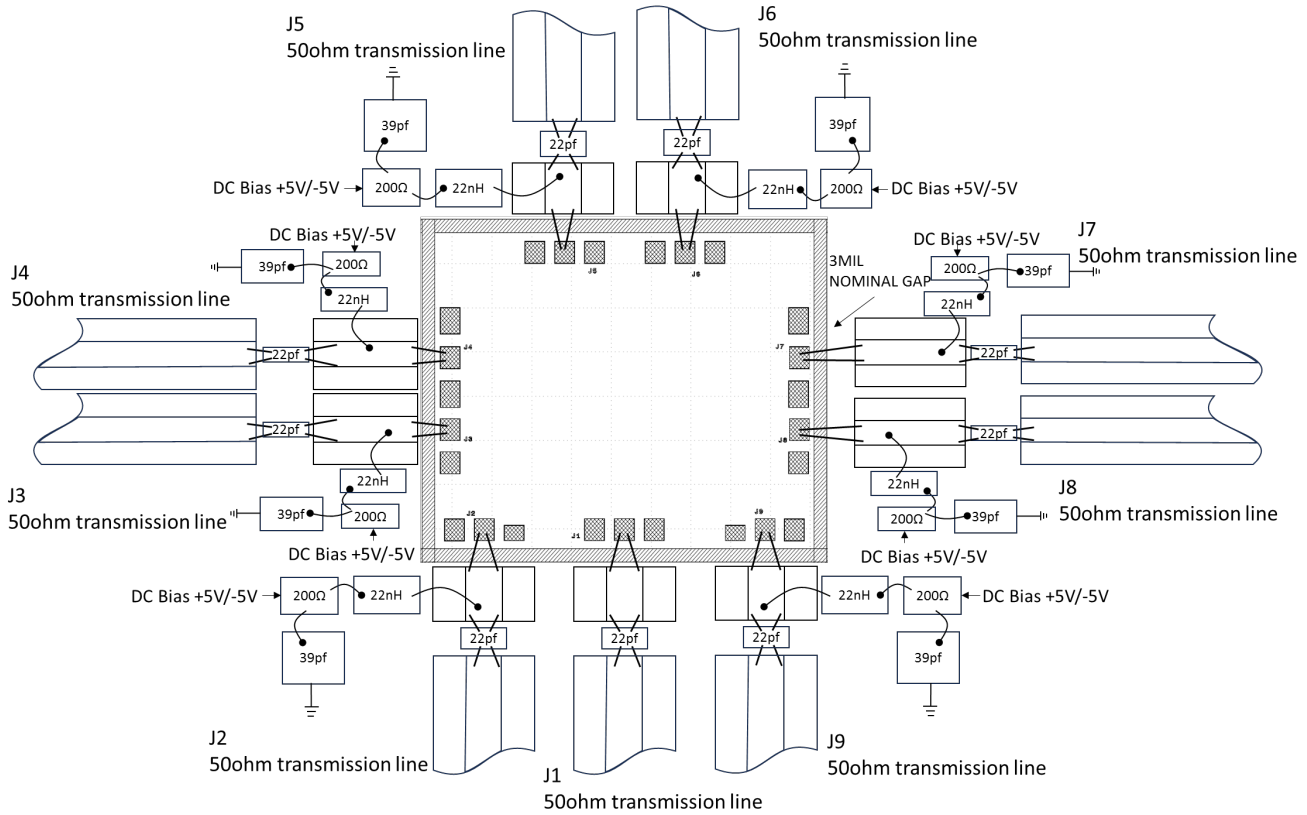 J5
50ohm transmission line
J6
50ohm transmission line
39pf
39pf
22pf
22pf
DC Bias +5V/-5V
200Ω
22nH
22nH
200Ω
DC Bias +5V/-5V
DC Bias +5V/-5V
DC Bias +5V/-5V
J7
50ohm transmission line
J4
50ohm transmission line
39pf
200Ω
22nH
J5
J6
3MIL
NOMINAL GAP
200Ω
39pf
22nH
22pf
J4
J7
22pf
22pf
J3
J8
22pf
J3
50ohm transmission line
22nH
39pf
200Ω
DC Bias +5V/-5V
22nH
200Ω
39pf
DC Bias +5V/-5V
J8
50ohm transmission line
J2
J1
J9
DC Bias +5V/-5V
200Ω
22nH
22nH
200Ω
DC Bias +5V/-5V
39pf
22pf
22pf
22pf
39pf
J2
50ohm transmission line
J1
50ohm transmission line
J9
50ohm transmission line